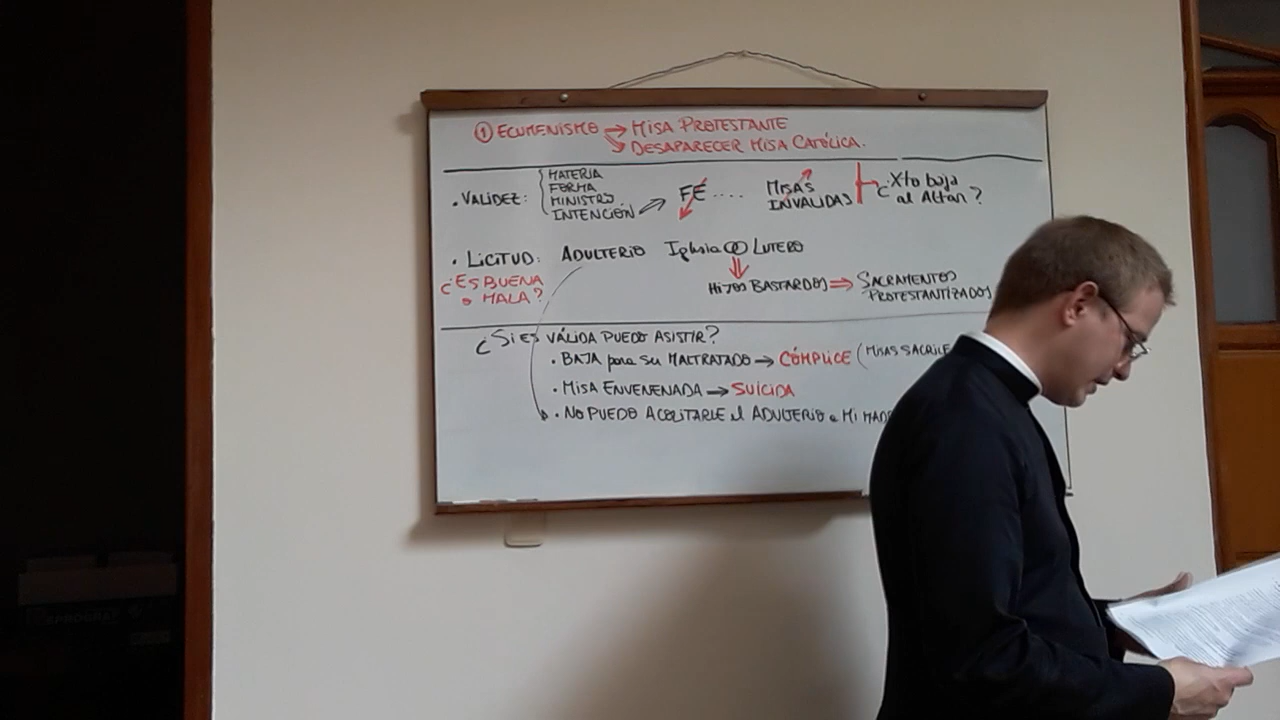 ① ECUMENISMO → MISA PROTESTANTE
DESAPARECER MISA CATÓLICA.
. VALIDEZ:
MATERIA
FORMA
MINISTRO
INTENCIÓN
FÉ ....
MISAS
INVALIDAS
¿Xto baja
al Altar?
. LICITUD: ADULTERIO Iglesia LUTERO
¿ES BUENA
o MALA?
HIJOS BASTARDOS ⇒ SACRAMENTOS
PROTESTANTIZADOS
¿SI ES VÁLIDA PUEDO ASISTIR?
. BAJA para ser MALTRATADO → CÓMPLICE (MISAS SACRILE
. MISA ENVENENADA → SUICIDA
. NO PUEDO ACOLITARLE el ADULTERIO a MI MADR